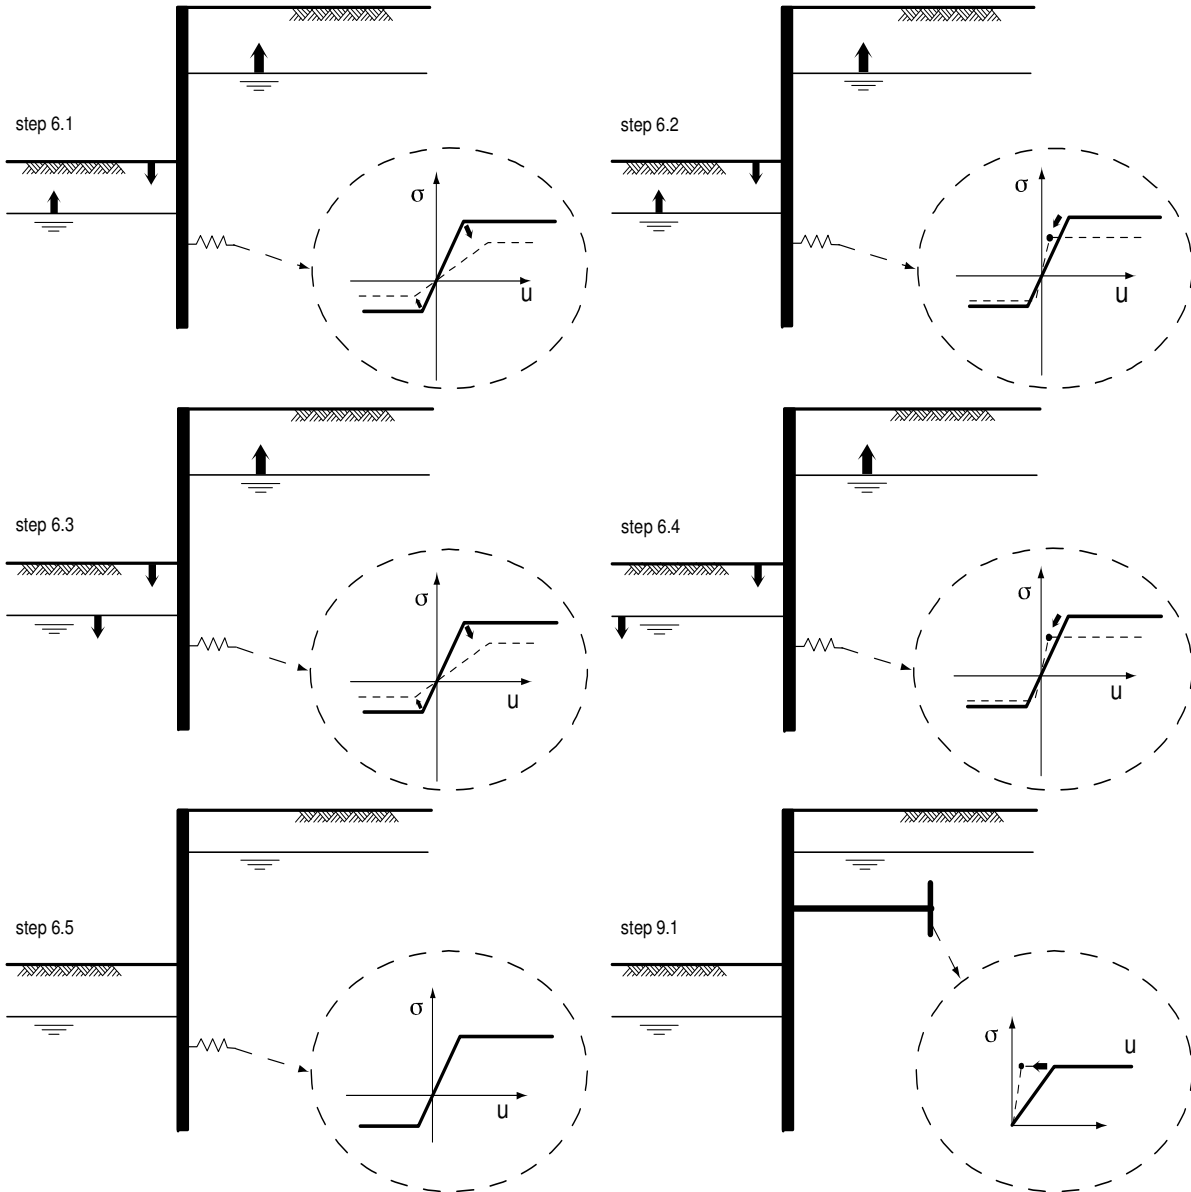 step 6.1
σ
u
step 6.2
σ
u
step 6.3
σ
u
step 6.4
σ
u
step 6.5
σ
u
step 9.1
σ
u